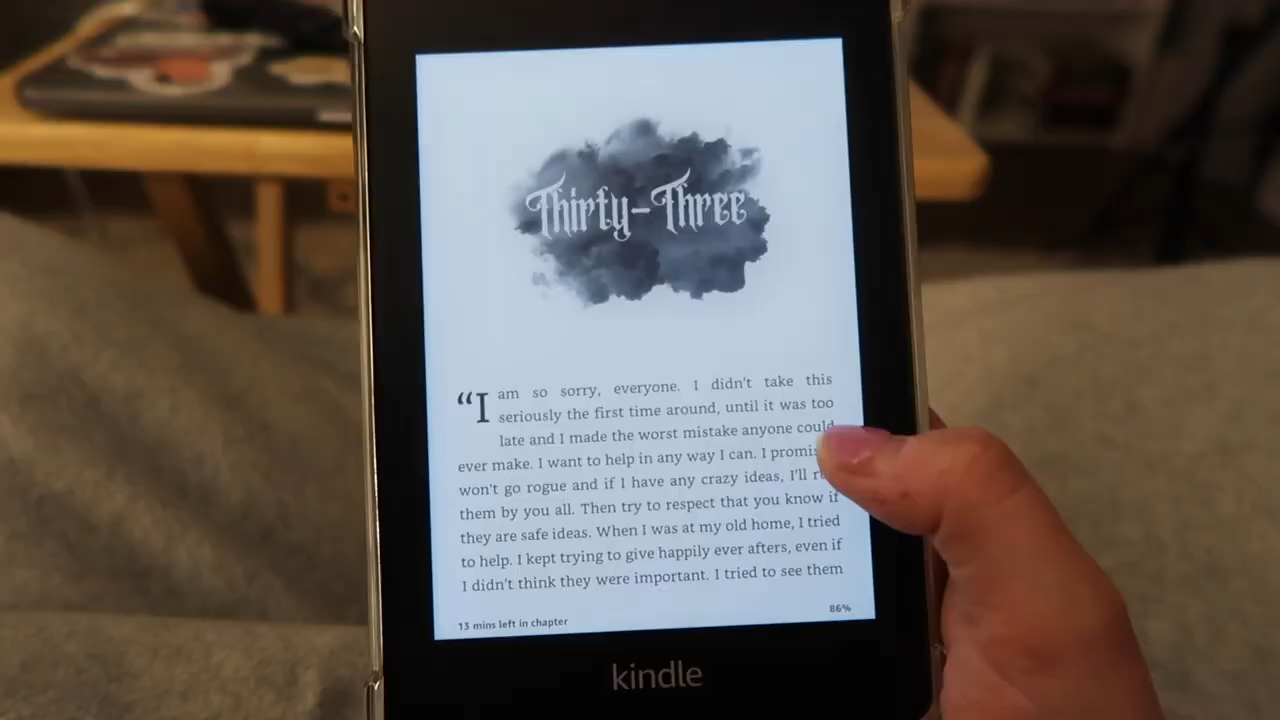 Thirty-Three
“I am so sorry, everyone. I didn't take this
seriously the first time around, until it was too
late and I made the worst mistake anyone could
ever make. I want to help in any way I can. I
won't go rogue and if I have any crazy ideas, I'll
them by you all. Then try to respect that you know if
they are safe ideas. When I was at my old home, I tried
to help. I kept trying to give happily ever afters, even if
I didn't think they were important. I tried to see them
13 mins left in chapter
86%
kindle